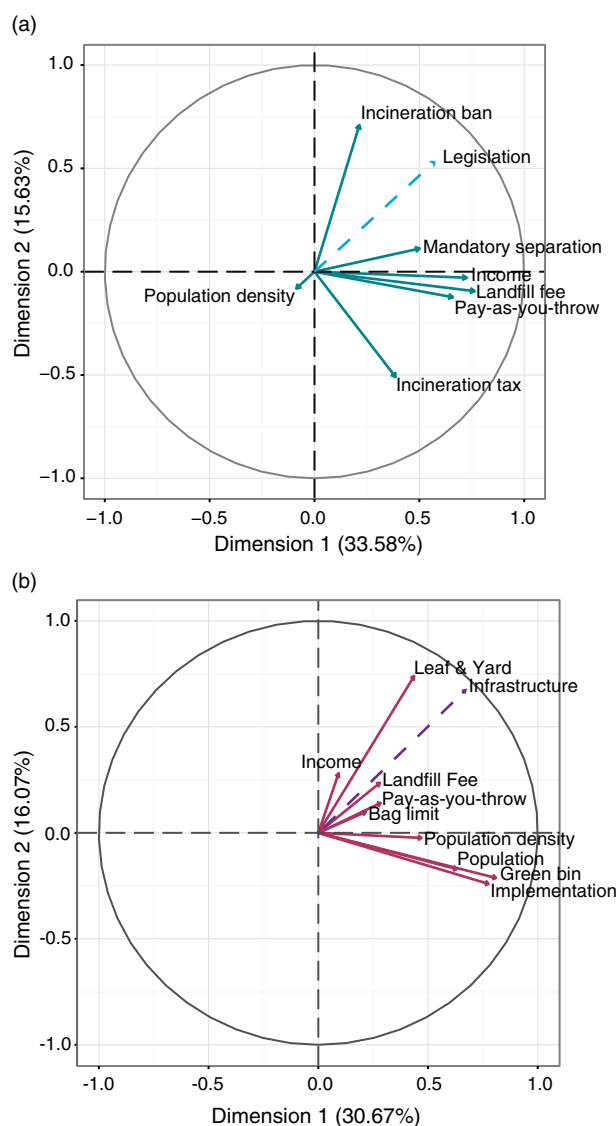 (a)
1.0
Incineration ban
Legislation
0.5
Dimension 2 (15.63%)
Mandatory separation
0.0
Income
Population density
Landfill fee
Pay-as-you-throw
−0.5
Incineration tax
−1.0
−1.0 −0.5 0.0 0.5 1.0
Dimension 1 (33.58%)
(b)
1.0
Leaf & Yard
Infrastructure
0.5
Income
Landfill Fee
Pay-as-you-throw
Bag limit
Dimension 2 (16.07%)
0.0
Population density
Population
Green bin
Implementation
-0.5
-1.0
-1.0 -0.5 0.0 0.5 1.0
Dimension 1 (30.67%)